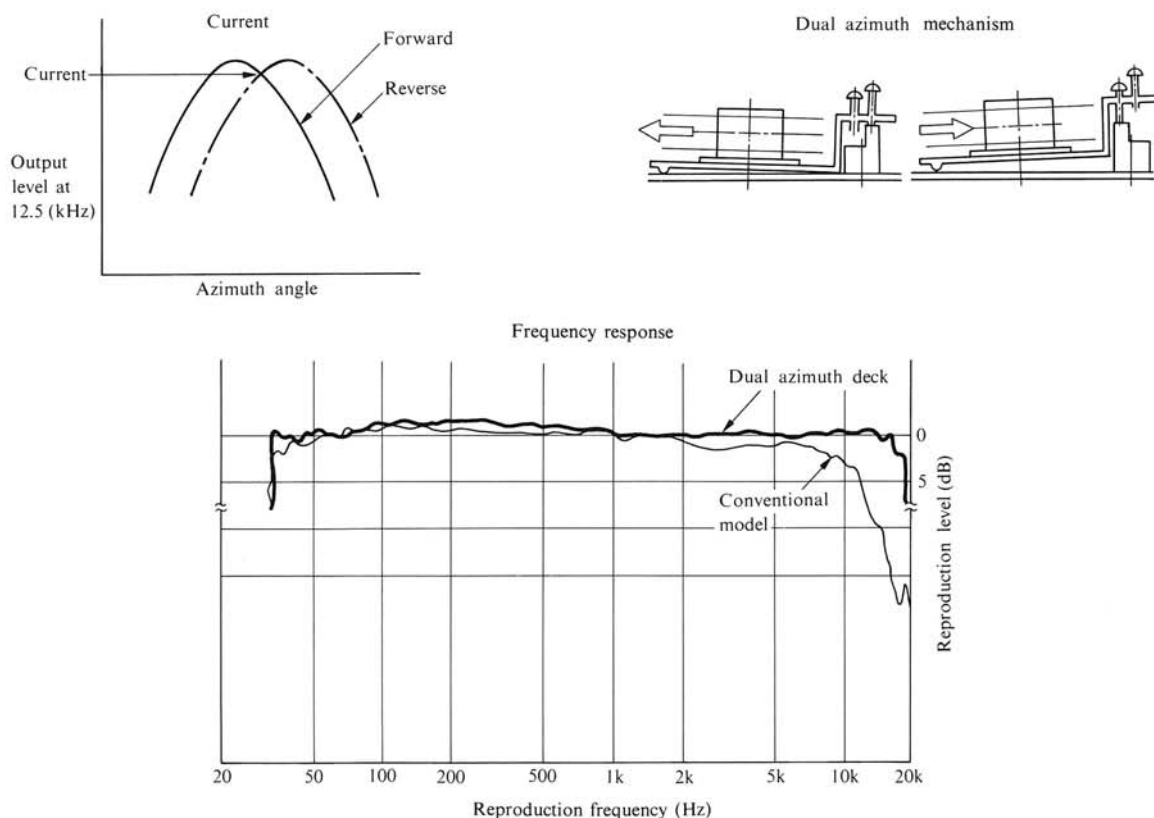 Current
Forward
Current
Reverse
Output
level at
12.5 (kHz)
Azimuth angle
Dual azimuth mechanism
Frequency response
Dual azimuth deck
0
5
Conventional
model
Reproduction level (dB)
20 50 100 200 500 1k 2k 5k 10k 20k
Reproduction frequency (Hz)